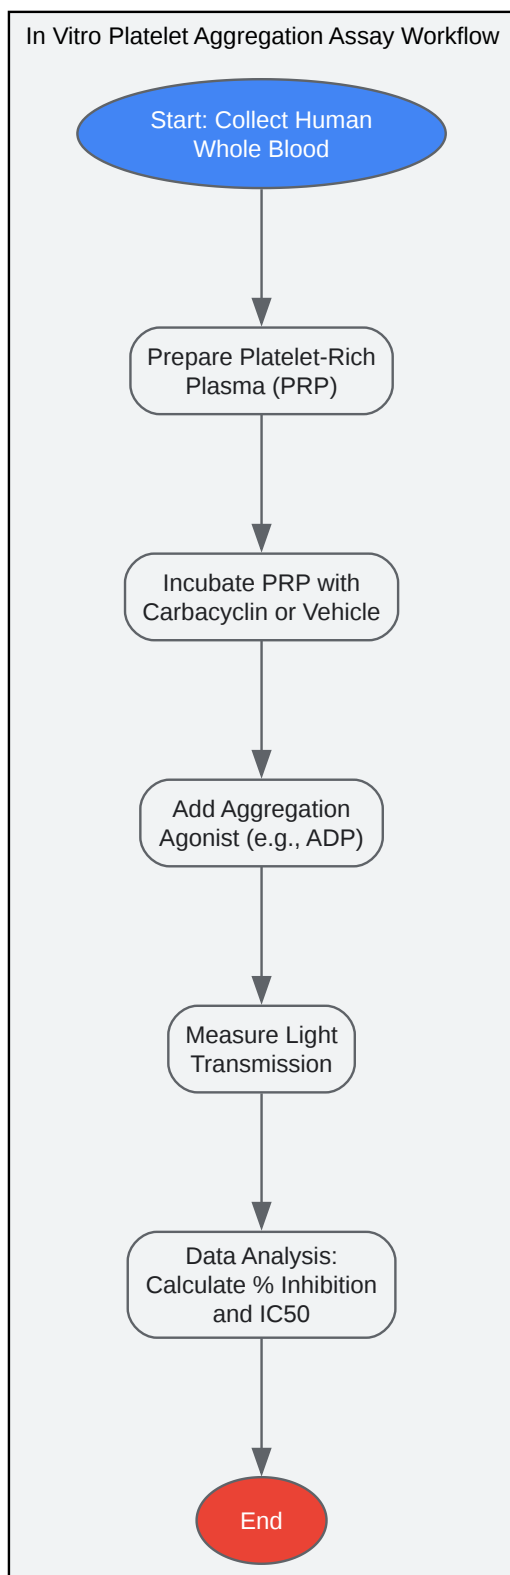 In Vitro Platelet Aggregation Assay Workflow
Start: Collect Human
Whole Blood
Prepare Platelet-Rich
Plasma (PRP)
Incubate PRP with
Carbacyclin or Vehicle
Add Aggregation
Agonist (e.g., ADP)
Measure Light
Transmission
Data Analysis:
Calculate % Inhibition
and IC50
End